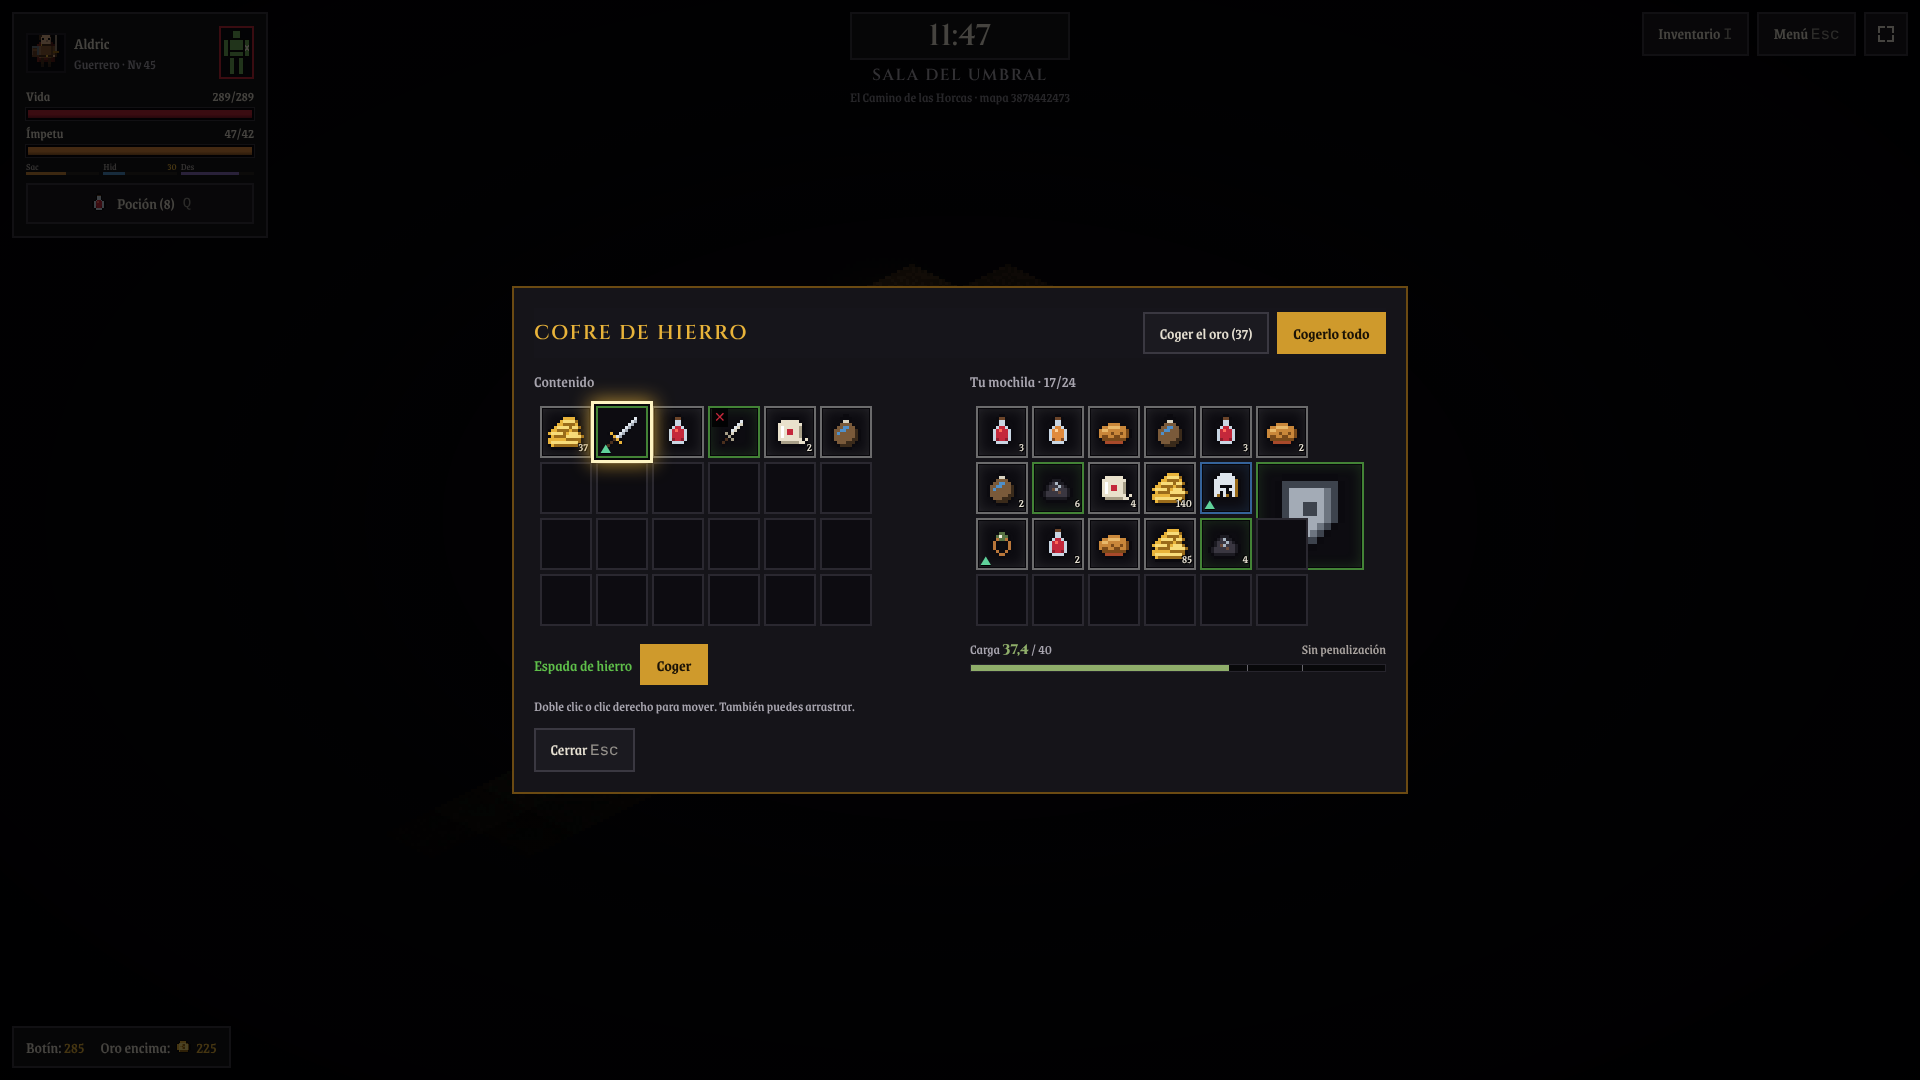 Aldric
Guerrero · Nv 45
Vida 289/289
Ímpetu 47/42
Sac Hid 30 Des
Poción (8) Q
11:47
SALA DEL UMBRAL
El Camino de las Horcas · mapa 3878442473
Inventario I
Menú Esc
COFRE DE HIERRO
Coger el oro (37)
Cogerlo todo
Contenido
37
2
Tu mochila · 17/24
3 3 2
2 6 4 140
2 85 4
Espada de hierro
Coger
Carga 37,4 / 40
Sin penalización
Doble clic o clic derecho para mover. También puedes arrastrar.
Cerrar Esc
Botín: 285 Oro encima: 225